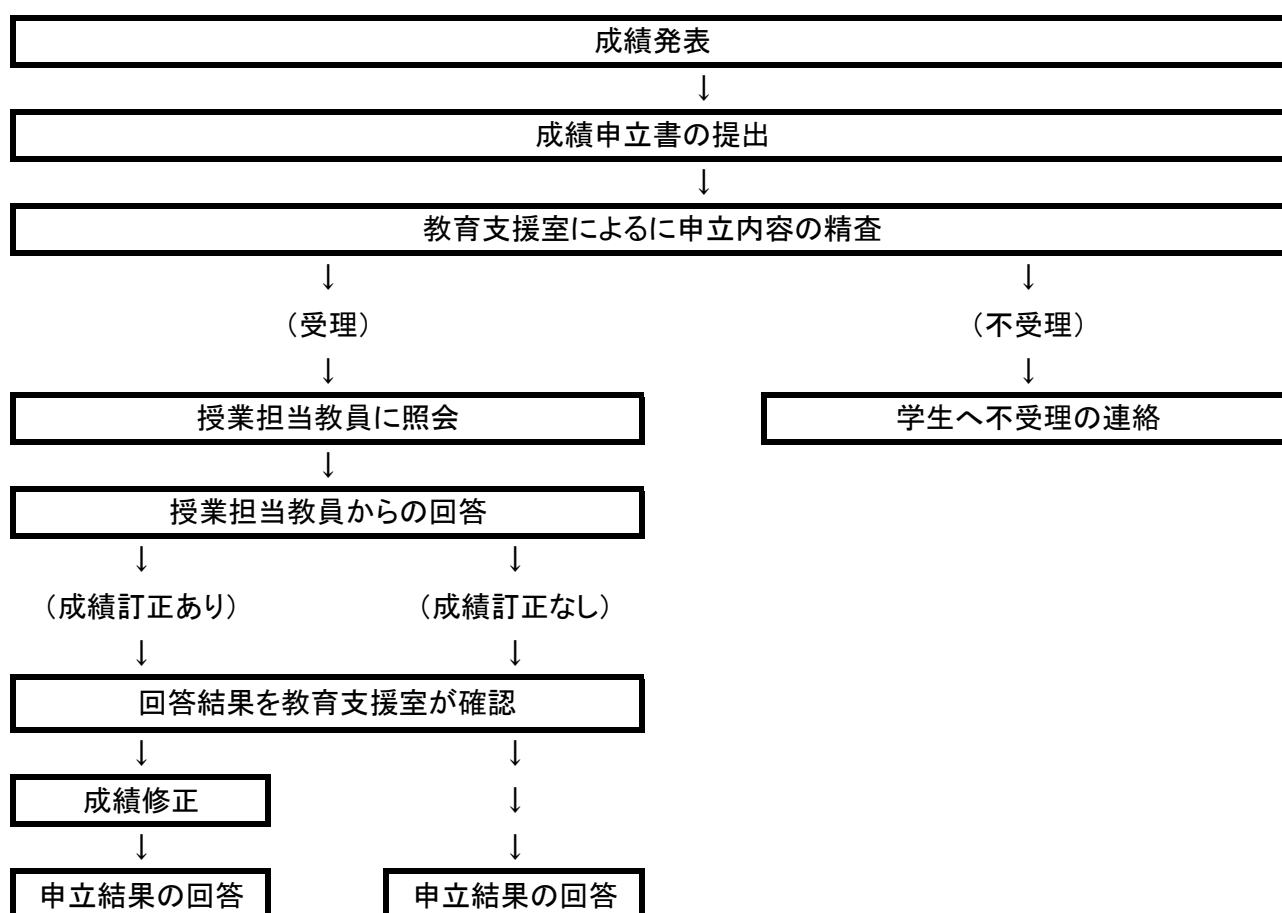 成績発表
↓
成績申立書の提出
↓
教育支援室によるに申立内容の精査
↓ ↓
（受理） （不受理）
↓ ↓
授業担当教員に照会 学生へ不受理の連絡
↓
授業担当教員からの回答
↓ ↓
（成績訂正あり） （成績訂正なし）
↓ ↓
回答結果を教育支援室が確認
↓ ↓
成績修正 ↓
↓ ↓
申立結果の回答 申立結果の回答